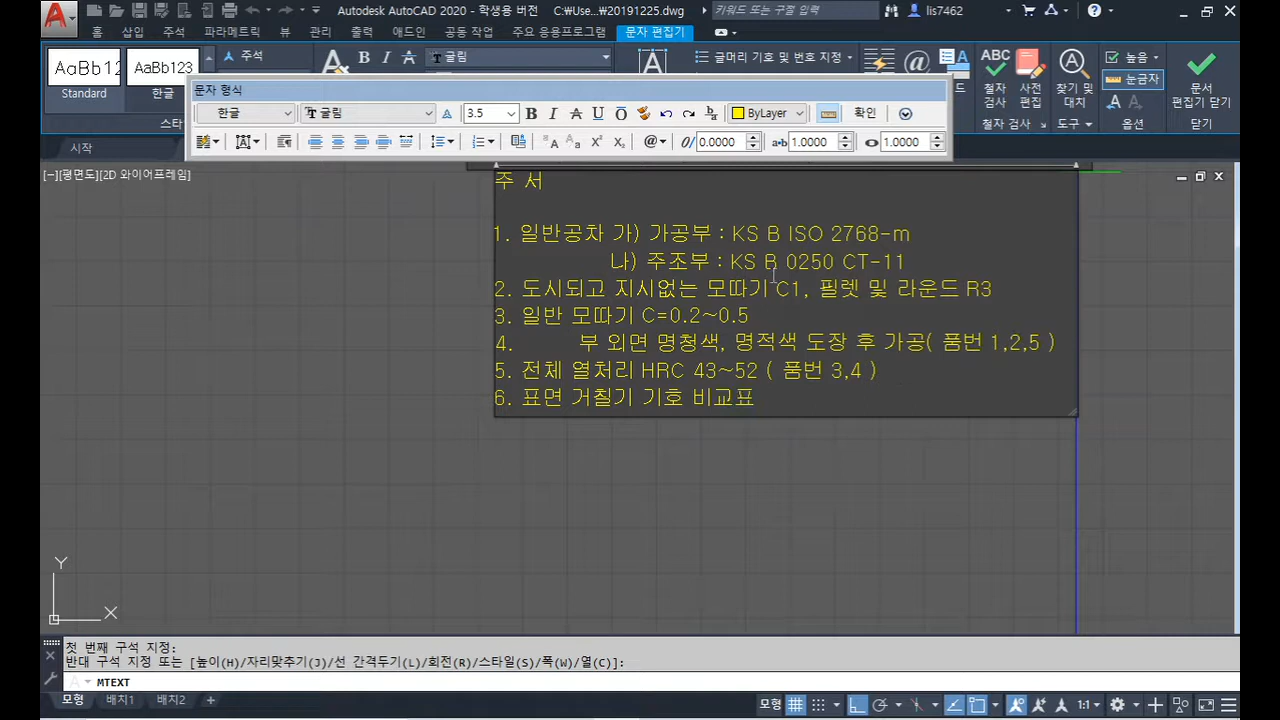 Autodesk AutoCAD 2020 - 학생용 버전 C:\Use...\20191225.dwg 키워드 또는 구절 입력 lis7462
홈 삽입 주석 파라메트릭 뷰 관리 출력 애드인 공동 작업 주요 응용프로그램 문자 편집기
AaBb12 AaBb123 주석 B I A 굴림 글머리 기호 및 번호 지정 @ ABC 높음
Standard 한글 철자 검사 사전 편집 찾기 및 대치 눈금자 문서 편집기 닫기
철자 검사 도구 옵션 닫기
문자 형식
한글 굴림 3.5 B I A U O ByLayer 확인
@ 0/ 0.0000 a•b 1.0000 1.0000
시작
[−][평면도][2D 와이어프레임]
주 서
1. 일반공차 가) 가공부 : KS B ISO 2768-m
나) 주조부 : KS B 0250 CT-11
2. 도시되고 지시없는 모따기 C1, 필렛 및 라운드 R3
3. 일반 모따기 C=0.2~0.5
4. 부 외면 명청색, 명적색 도장 후 가공( 품번 1,2,5 )
5. 전체 열처리 HRC 43~52 ( 품번 3,4 )
6. 표면 거칠기 기호 비교표
Y
X
첫 번째 구석 지정:
반대 구석 지정 또는 [높이(H)/자리맞추기(J)/선 간격두기(L)/회전(R)/스타일(S)/폭(W)/열(C)]:
MTEXT
모형 배치1 배치2 + 모형 1:1